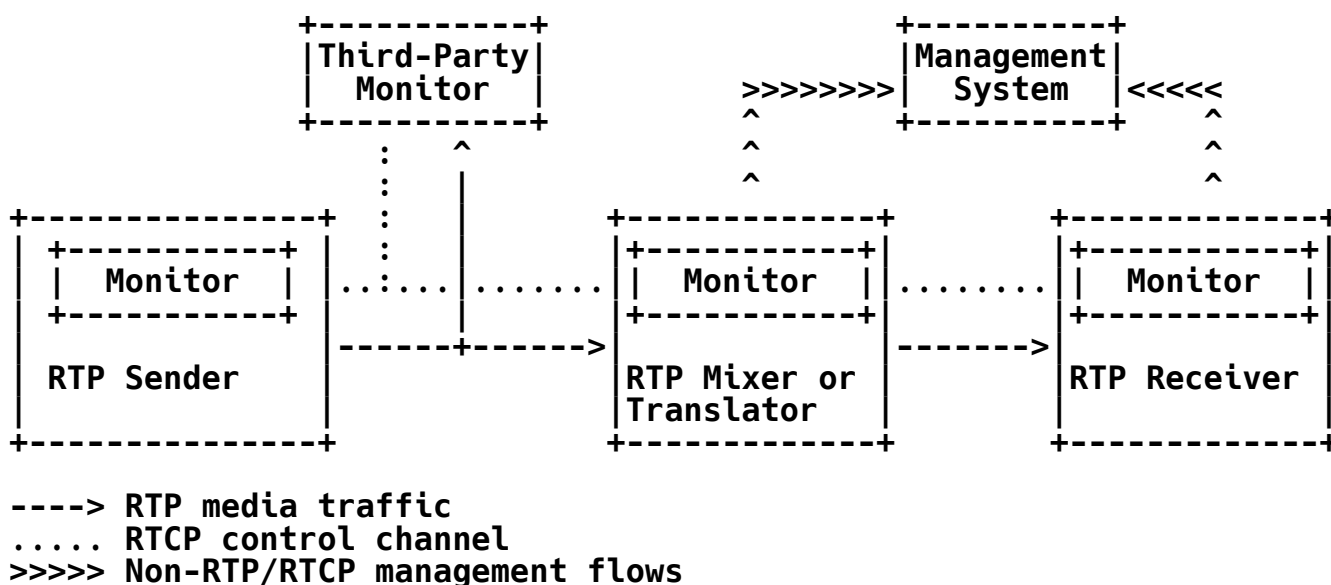 +-----------+                  +----------+
|Third-Party|                  |Management|
|  Monitor  |          >>>>>>>>|  System  |<<<<<
+-----------+          ^       +----------+    ^
:   ^              ^                       ^
:   |              ^                       ^
+---------------+  :   |       +-------------+        +-------------+
| +-----------+ |  :   |       |+-----------+|        |+-----------+|
| |  Monitor  | |..:...|.......||  Monitor  ||........||  Monitor  ||
| +-----------+ |      |       |+-----------+|        |+-----------+|
|               |------+------>|             |------->|             |
| RTP Sender    |              |RTP Mixer or |        |RTP Receiver |
|               |              |Translator   |        |             |
+---------------+              +-------------+        +-------------+
----> RTP media traffic
..... RTCP control channel
>>>>> Non-RTP/RTCP management flows